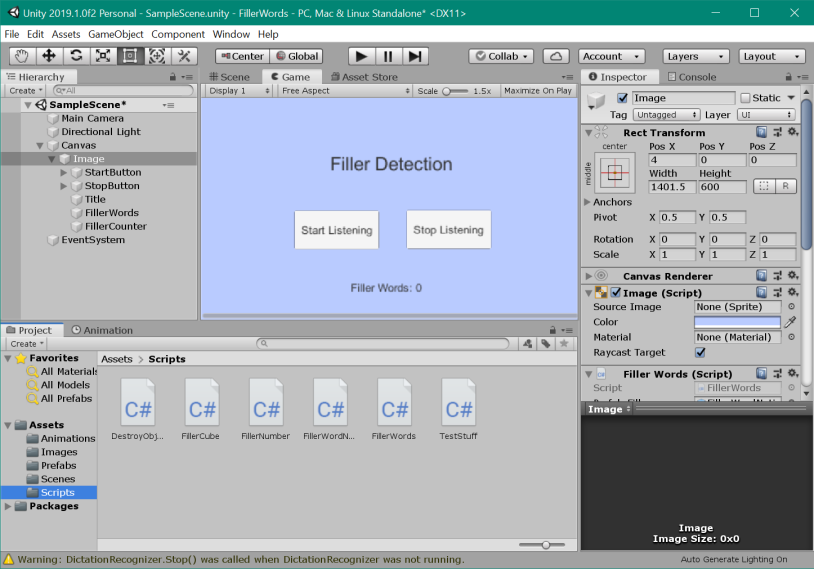 Unity 2019.1.0f2 Personal - SampleScene.unity - FillerWords - PC, Mac & Linux Standalone* <DX11>
File Edit Assets GameObject Component Window Help
Center Global Collab Account Layers Layout
Hierarchy
Create All
SampleScene*
Main Camera
Directional Light
Canvas
Image
StartButton
StopButton
Title
FillerWords
FillerCounter
EventSystem
Scene Game Asset Store
Display 1 Free Aspect Scale 1.5x Maximize On Play
Filler Detection
Start Listening Stop Listening
Filler Words: 0
Inspector Console
Image Static
Tag Untagged Layer UI
Rect Transform
center Pos X Pos Y Pos Z
middle 4 0 0
Width Height
1401.5 600 R
Anchors
Pivot X 0.5 Y 0.5
Rotation X 0 Y 0 Z 0
Scale X 1 Y 1 Z 1
Canvas Renderer
Image (Script)
Source Image None (Sprite)
Color
Material None (Material)
Raycast Target
Filler Words (Script)
Script FillerWords
Image
Image
Image Size: 0x0
Project Animation
Create
Favorites
All Materials
All Models
All Prefabs
Assets
Animations
Images
Prefabs
Scenes
Scripts
Packages
Assets > Scripts
C# C# C# C# C# C#
DestroyObj... FillerCube FillerNumber FillerWordN... FillerWords TestStuff
Warning: DictationRecognizer.Stop() was called when DictationRecognizer was not running.
Auto Generate Lighting On